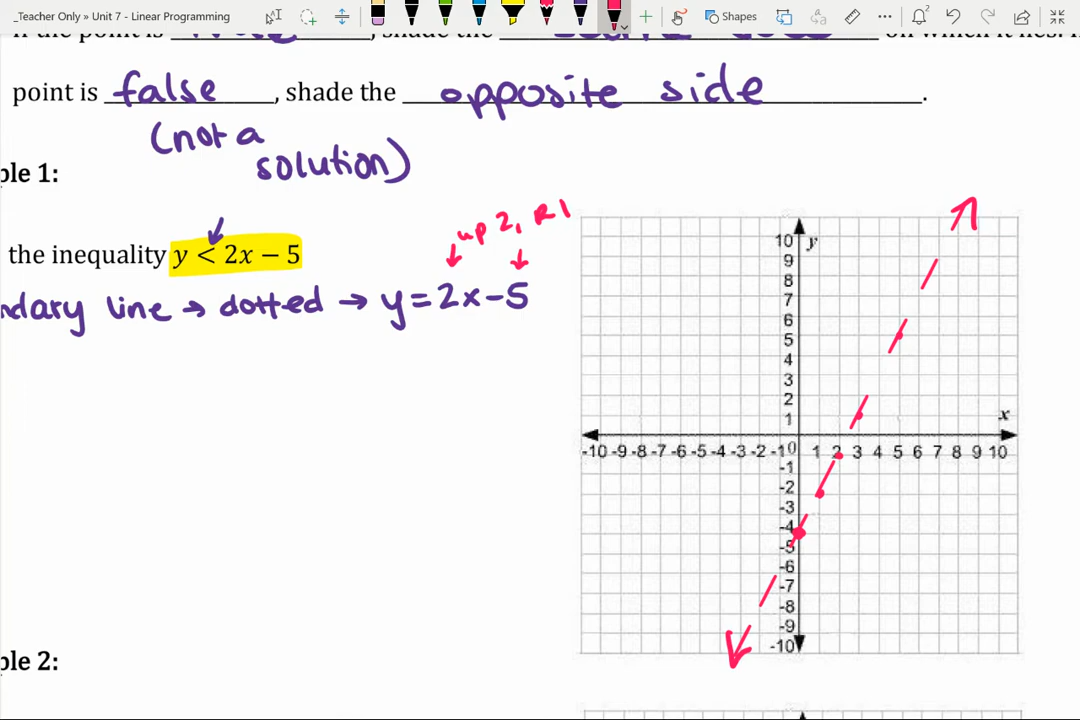 _Teacher Only » Unit 7 - Linear Programming
Shapes
2
point is false, shade the opposite side.
(not a
solution)
ple 1:
up 2, R1
the inequality y < 2x − 5
ndary line → dotted → y = 2x − 5
10 y
9
8
7
6
5
4
3
2
1
x
-10 -9 -8 -7 -6 -5 -4 -3 -2 -1 0 1 2 3 4 5 6 7 8 9 10
-1
-2
-3
-4
-5
-6
-7
-8
-9
-10
ple 2: